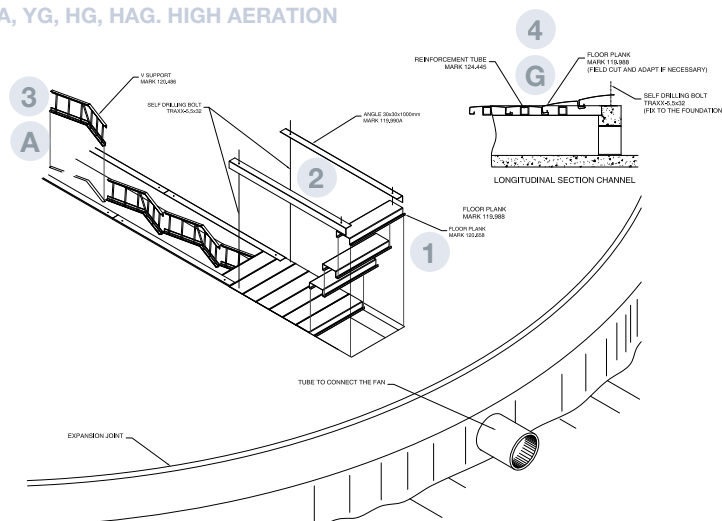 A, YG, HG, HAG. HIGH AERATION
4
G
REINFORCEMENT TUBE
MARK 124.445
FLOOR PLANK
MARK 119.988
(FIELD CUT AND ADAPT IF NECESSARY)
SELF DRILLING BOLT
TRAXX-5,5x32
(FIX TO THE FOUNDATION
LONGITUDINAL SECTION CHANNEL
3
A
V SUPPORT
MARK 120,486
SELF DRILLING BOLT
TRAXX-5,5x32
ANGLE 30x30x1000mm
MARK 119,990A
2
FLOOR PLANK
MARK 119.988
FLOOR PLANK
MARK 120,658
1
TUBE TO CONNECT THE FAN
EXPANSION JOINT